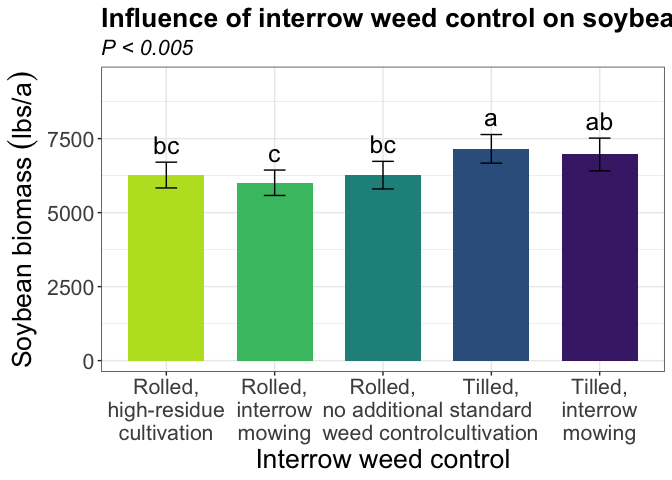 Influence of interrow weed control on soybea
P < 0.005
Soybean biomass (lbs/a)
7500
5000
2500
0
bc
c
bc
a
ab
Rolled,
high-residue
cultivation
Rolled,
interrow
mowing
Rolled,
no additional
weed control
Tilled,
standard
cultivation
Tilled,
interrow
mowing
Interrow weed control